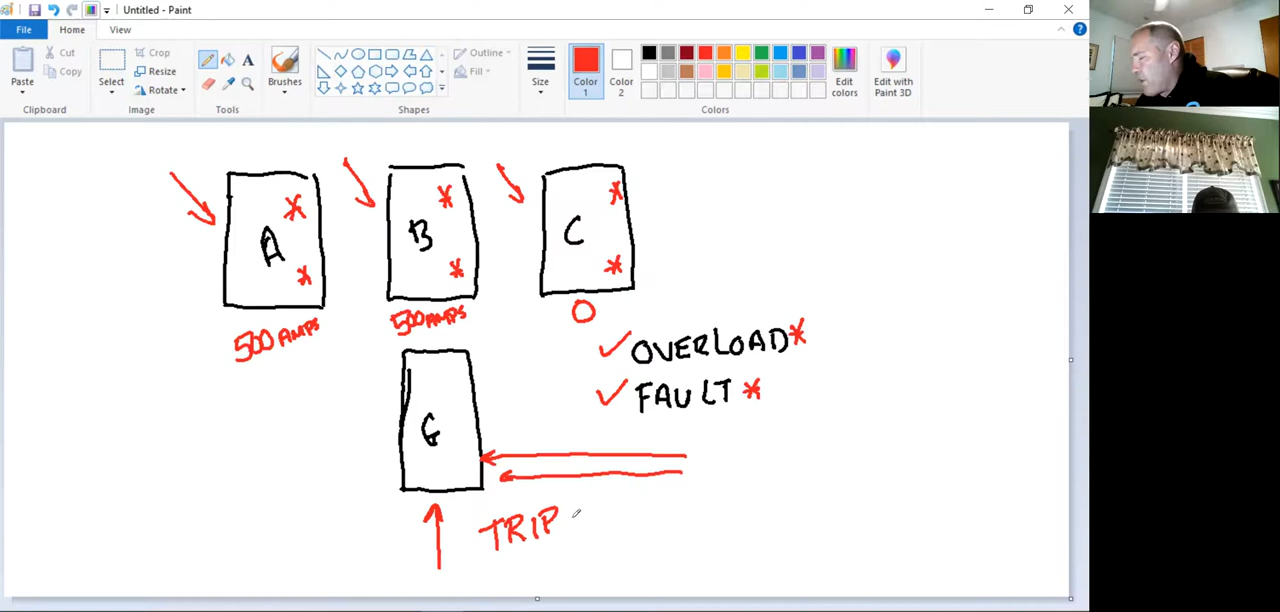 Untitled - Paint
File Home View
Paste
Cut
Copy
Clipboard
Select
Crop
Resize
Rotate
Image
A
Tools
Brushes
Shapes
Outline
Fill
Size
Color 1
Color 2
Colors
Edit colors
Edit with Paint 3D
A * *
B * *
C * *
500 AMPS
500 AMPS
0
OVERLOAD *
FAULT *
G
TRIP